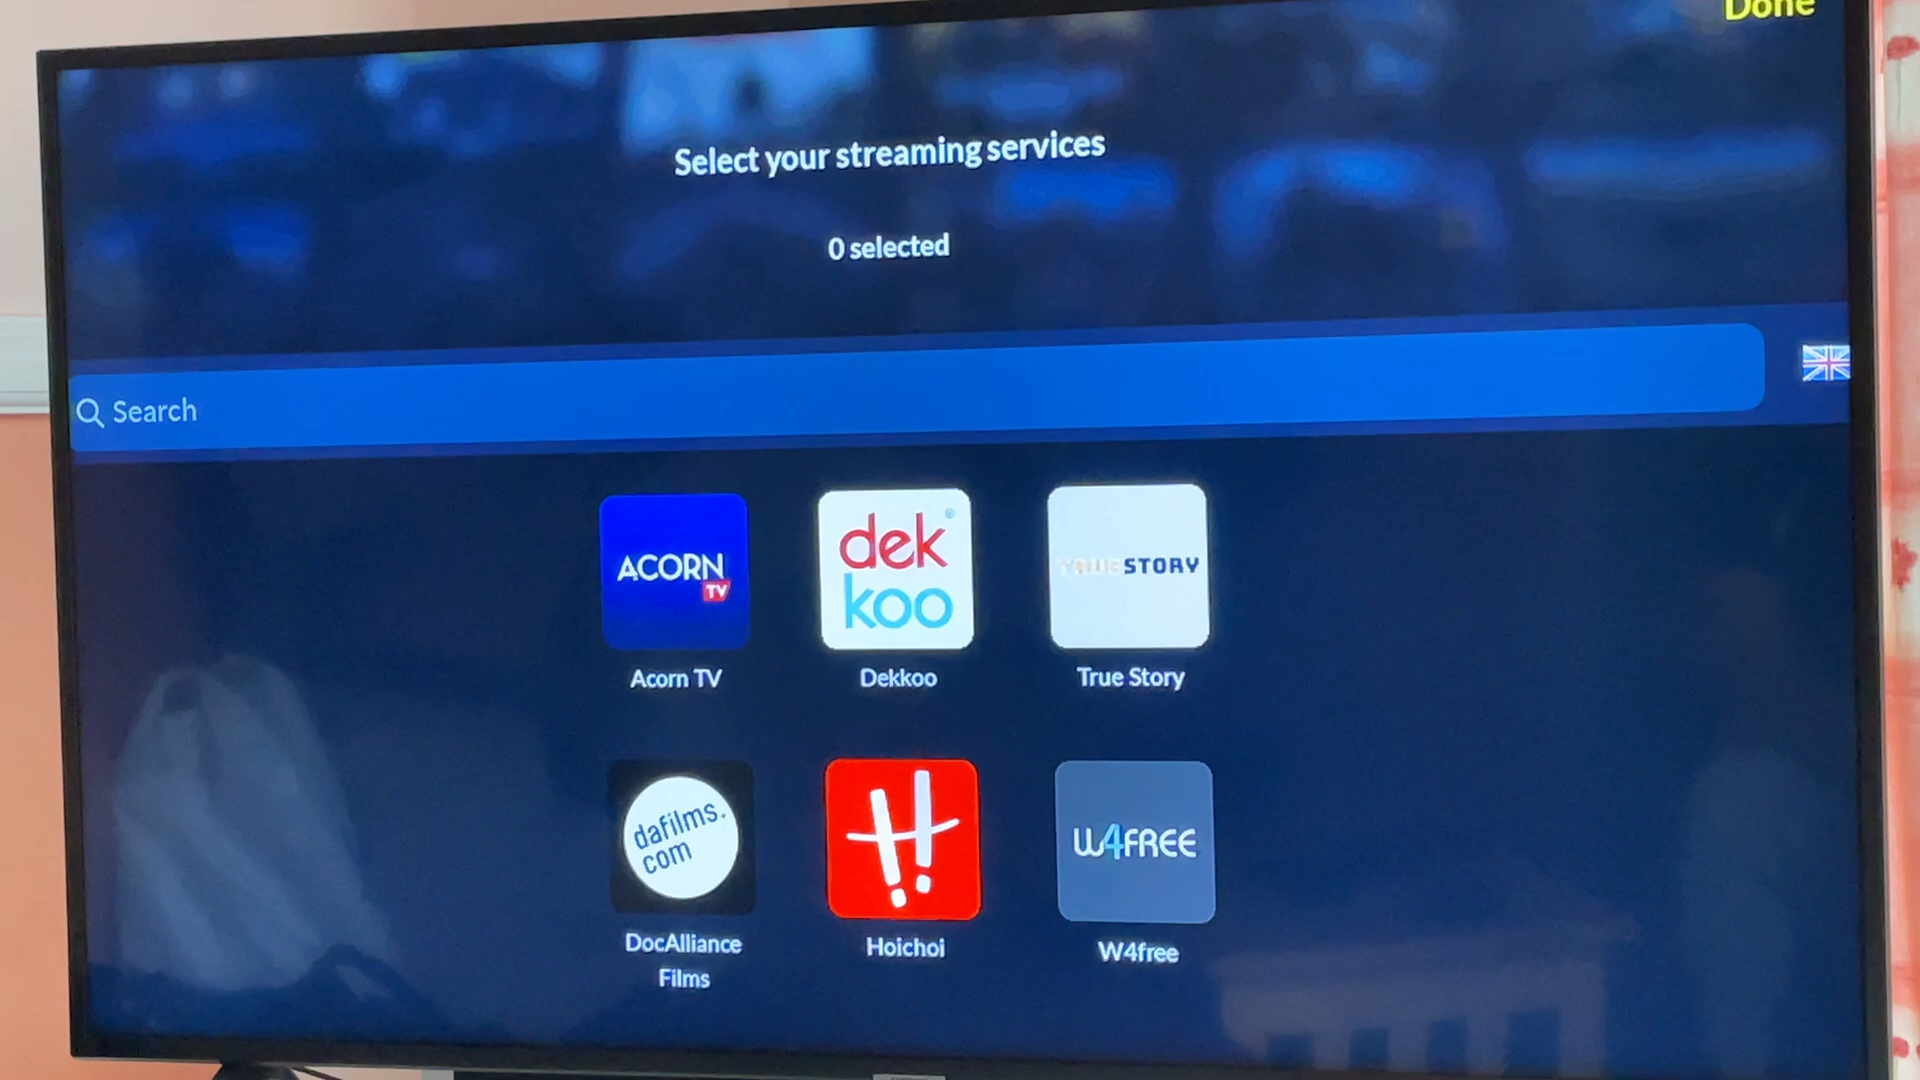 Done
Select your streaming services
0 selected
Search
ACORN
TV
dek
koo
STORY
Acorn TV
Dekkoo
True Story
dafilms.
com
W4FREE
DocAlliance
Films
Hoichoi
W4free